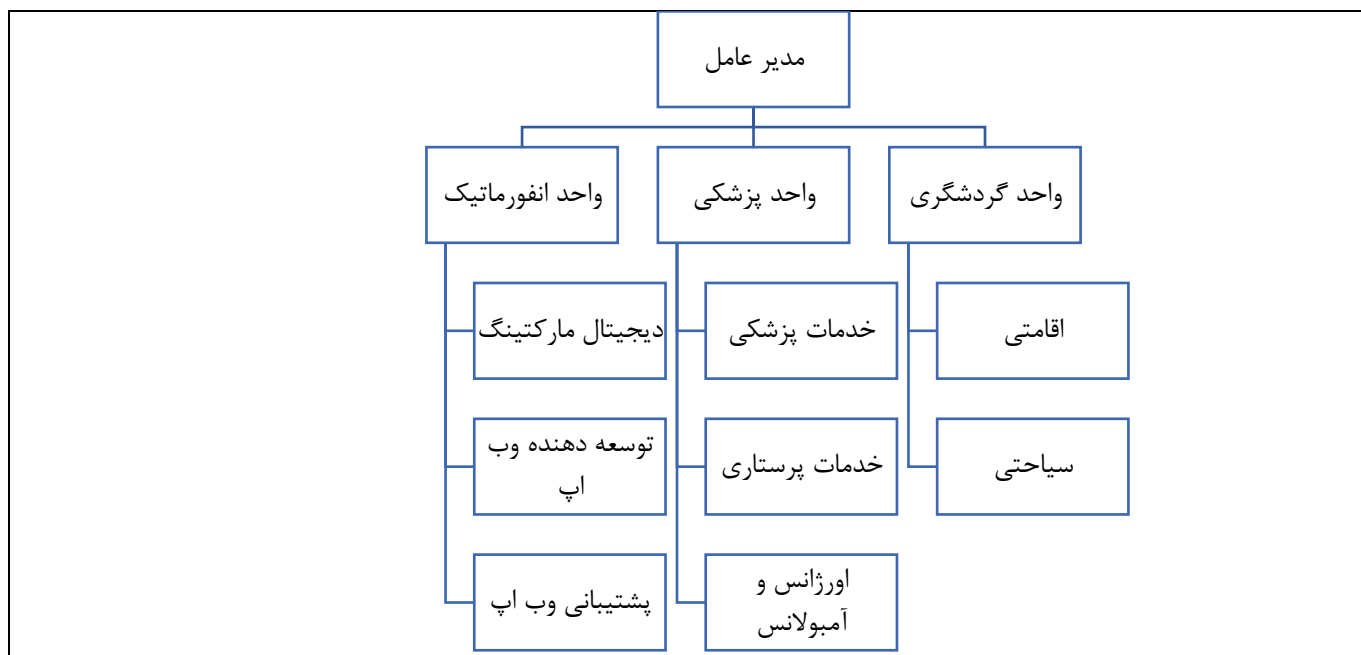 مدیر عامل
واحد گردشگری
واحد پزشکی
واحد انفورماتیک
اقامتی
خدمات پزشکی
دیجیتال مارکتینگ
سیاحتی
خدمات پرستاری
توسعه دهنده وب
اپ
اورژانس و
آمبولانس
پشتیبانی وب اپ